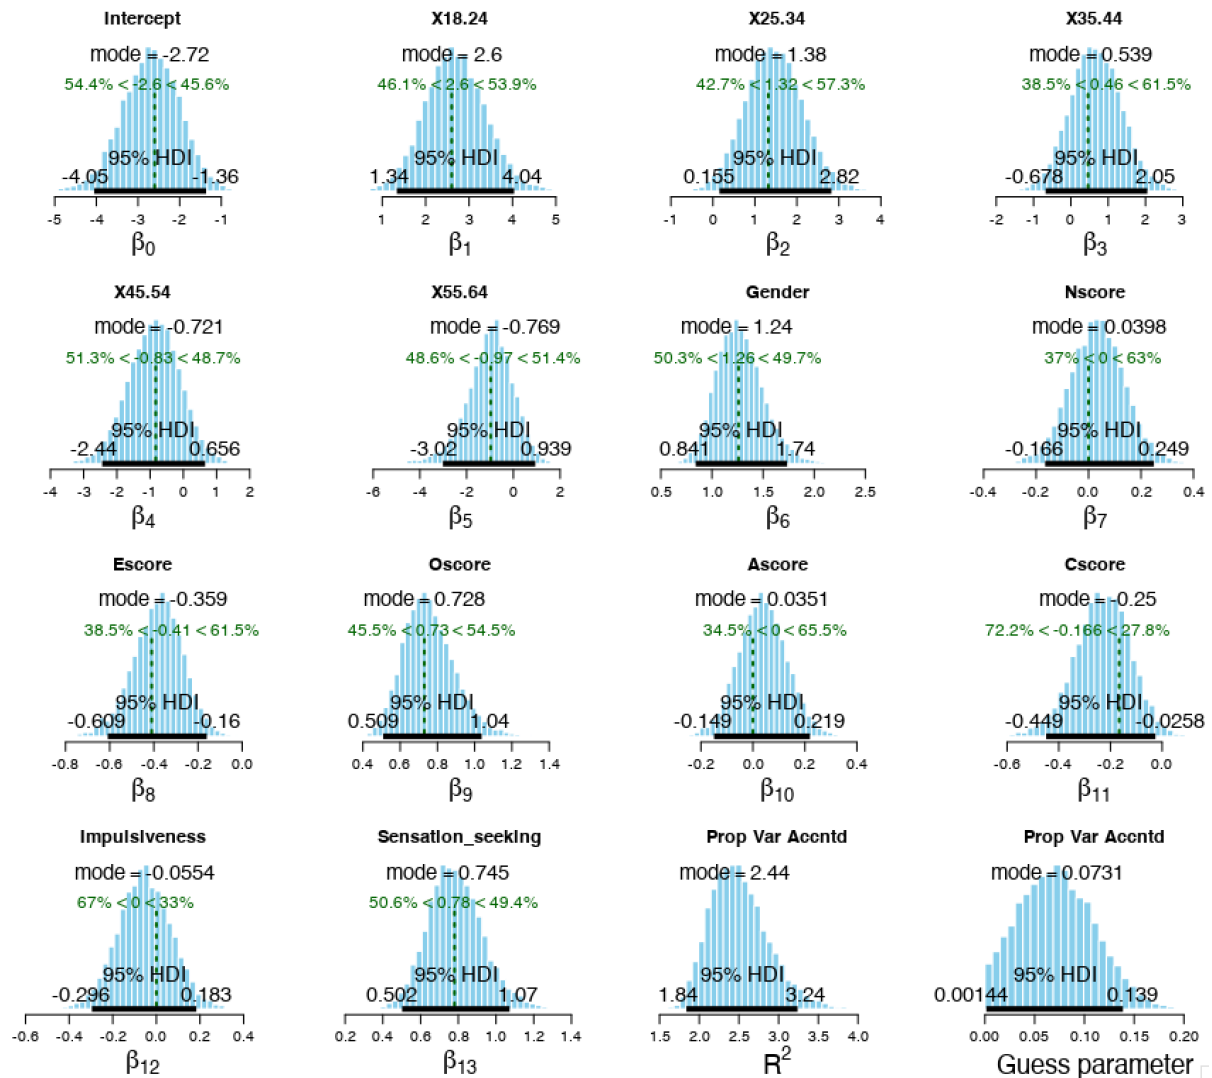 Intercept
mode = -2.72
54.4% < -2.6 < 45.6%
95% HDI
-4.05 -1.36
-5 -4 -3 -2 -1
β0
X18.24
mode = 2.6
46.1% < 2.6 < 53.9%
95% HDI
1.34 4.04
1 2 3 4 5
β1
X25.34
mode = 1.38
42.7% < 1.32 < 57.3%
95% HDI
0.155 2.82
-1 0 1 2 3 4
β2
X35.44
mode = 0.539
38.5% < 0.46 < 61.5%
95% HDI
-0.678 2.05
-2 -1 0 1 2 3
β3
X45.54
mode = -0.721
51.3% < -0.83 < 48.7%
95% HDI
-2.44 0.656
-4 -3 -2 -1 0 1 2
β4
X55.64
mode = -0.769
48.6% < -0.97 < 51.4%
95% HDI
-3.02 0.939
-6 -4 -2 0 2
β5
Gender
mode = 1.24
50.3% < 1.26 < 49.7%
95% HDI
0.841 1.74
0.5 1.0 1.5 2.0 2.5
β6
Nscore
mode = 0.0398
37% < 0 < 63%
95% HDI
-0.166 0.249
-0.4 -0.2 0.0 0.2 0.4
β7
Escore
mode = -0.359
38.5% < -0.41 < 61.5%
95% HDI
-0.609 -0.16
-0.8 -0.6 -0.4 -0.2 0.0
β8
Oscore
mode = 0.728
45.5% < 0.73 < 54.5%
95% HDI
0.509 1.04
0.4 0.6 0.8 1.0 1.2 1.4
β9
Ascore
mode = 0.0351
34.5% < 0 < 65.5%
95% HDI
-0.149 0.219
-0.2 0.0 0.2 0.4
β10
Cscore
mode = -0.25
72.2% < -0.166 < 27.8%
95% HDI
-0.449 -0.0258
-0.6 -0.4 -0.2 0.0
β11
Impulsiveness
mode = -0.0554
67% < 0 < 33%
95% HDI
-0.296 0.183
-0.6 -0.4 -0.2 0.0 0.2 0.4
β12
Sensation_seeking
mode = 0.745
50.6% < 0.78 < 49.4%
95% HDI
0.502 1.07
0.2 0.4 0.6 0.8 1.0 1.2 1.4
β13
Prop Var Accntd
mode = 2.44
95% HDI
1.84 3.24
1.5 2.0 2.5 3.0 3.5 4.0
R²
Prop Var Accntd
mode = 0.0731
95% HDI
0.00144 0.139
0.00 0.05 0.10 0.15 0.20
Guess parameter